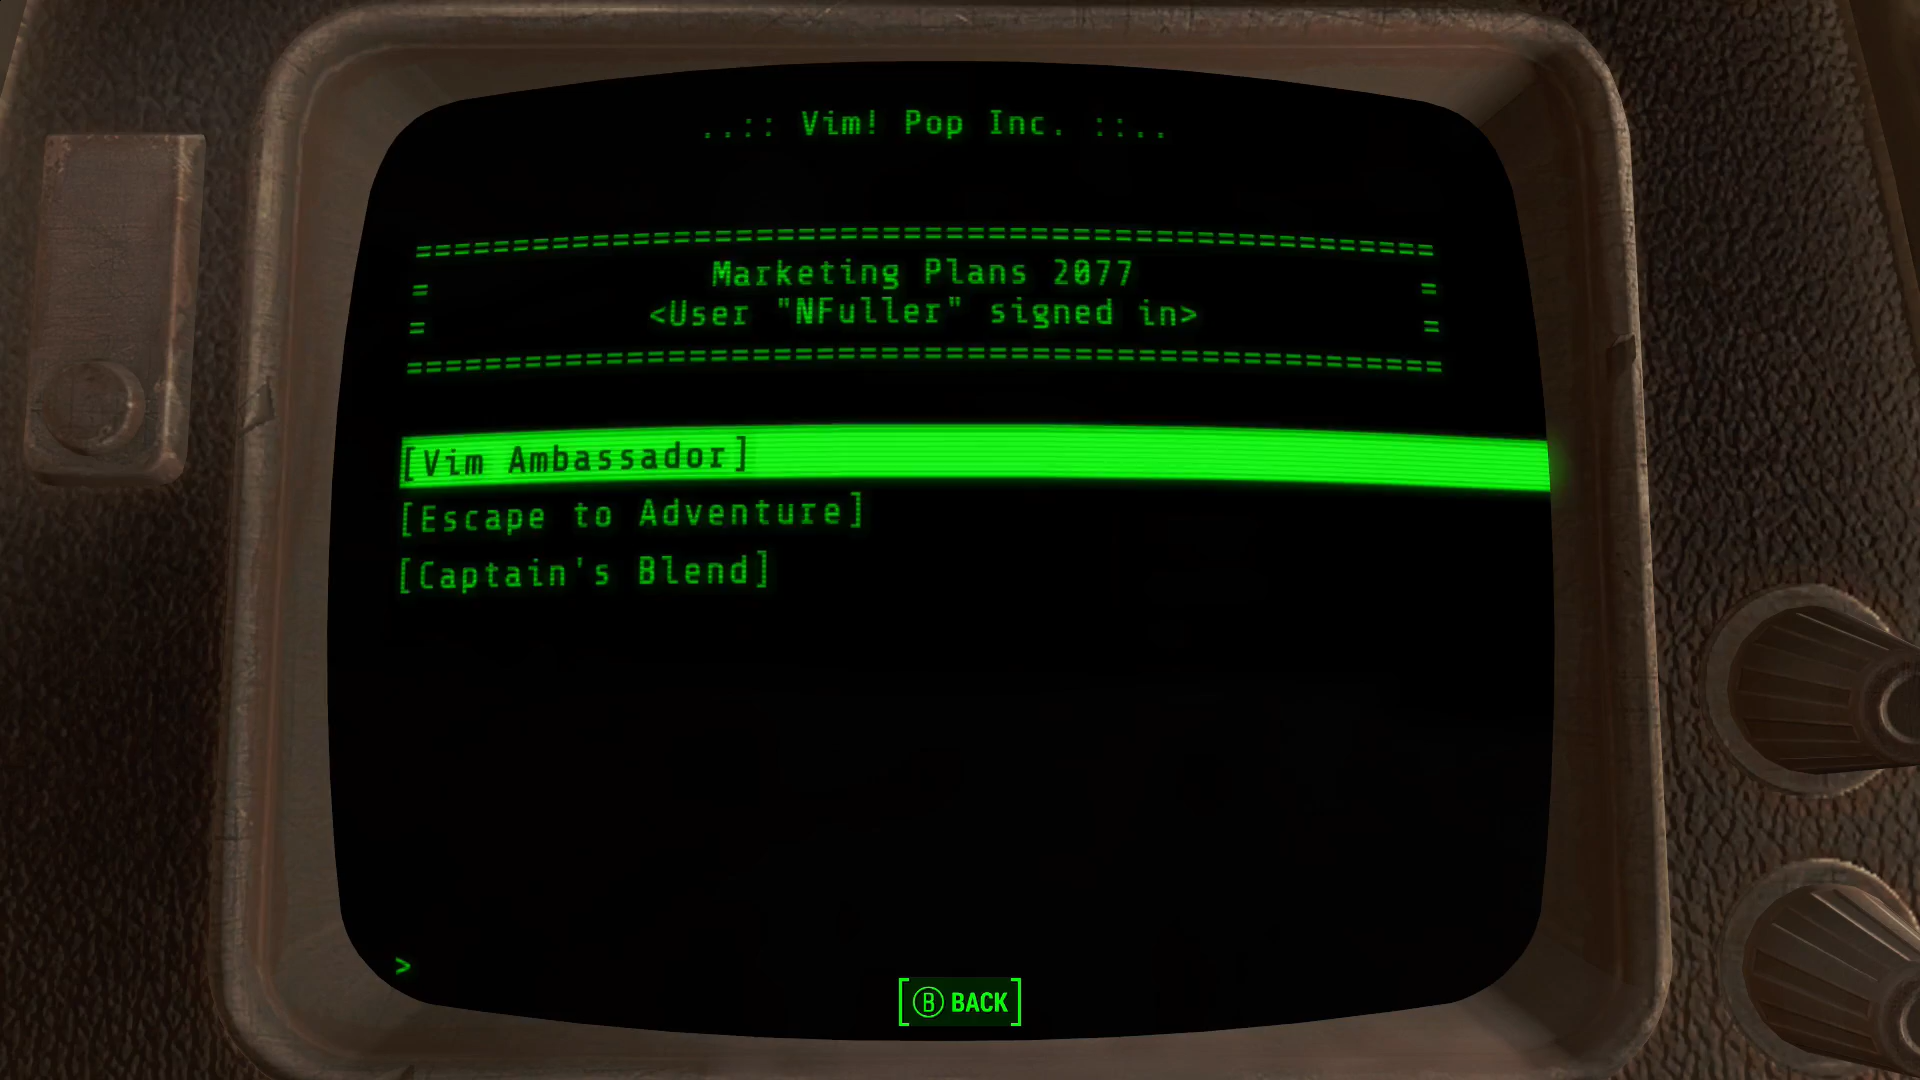 ..:: Vim! Pop Inc. ::..
===================================================
= Marketing Plans 2077 =
= <User "NFuller" signed in> =
===================================================
[Vim Ambassador]
[Escape to Adventure]
[Captain's Blend]
>
[Ⓑ BACK]